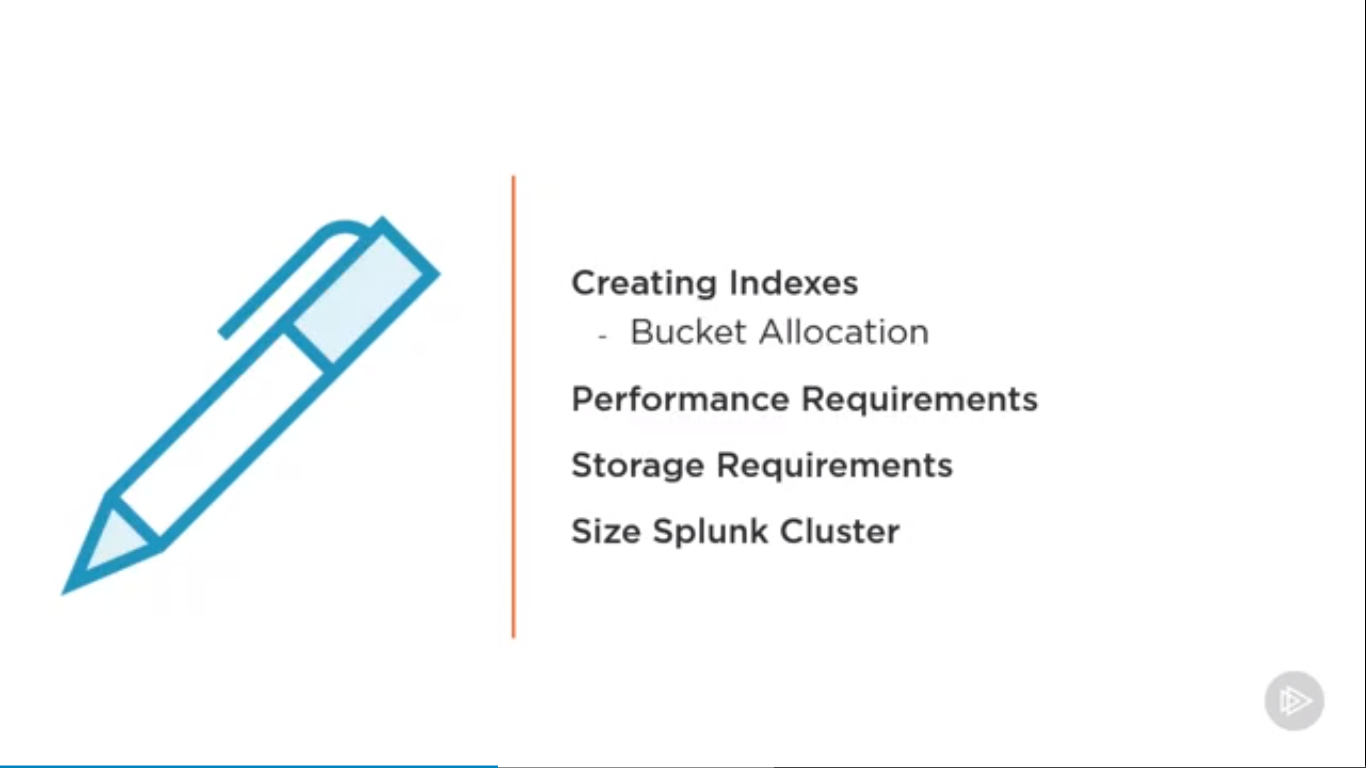 Creating Indexes
- Bucket Allocation
Performance Requirements
Storage Requirements
Size Splunk Cluster